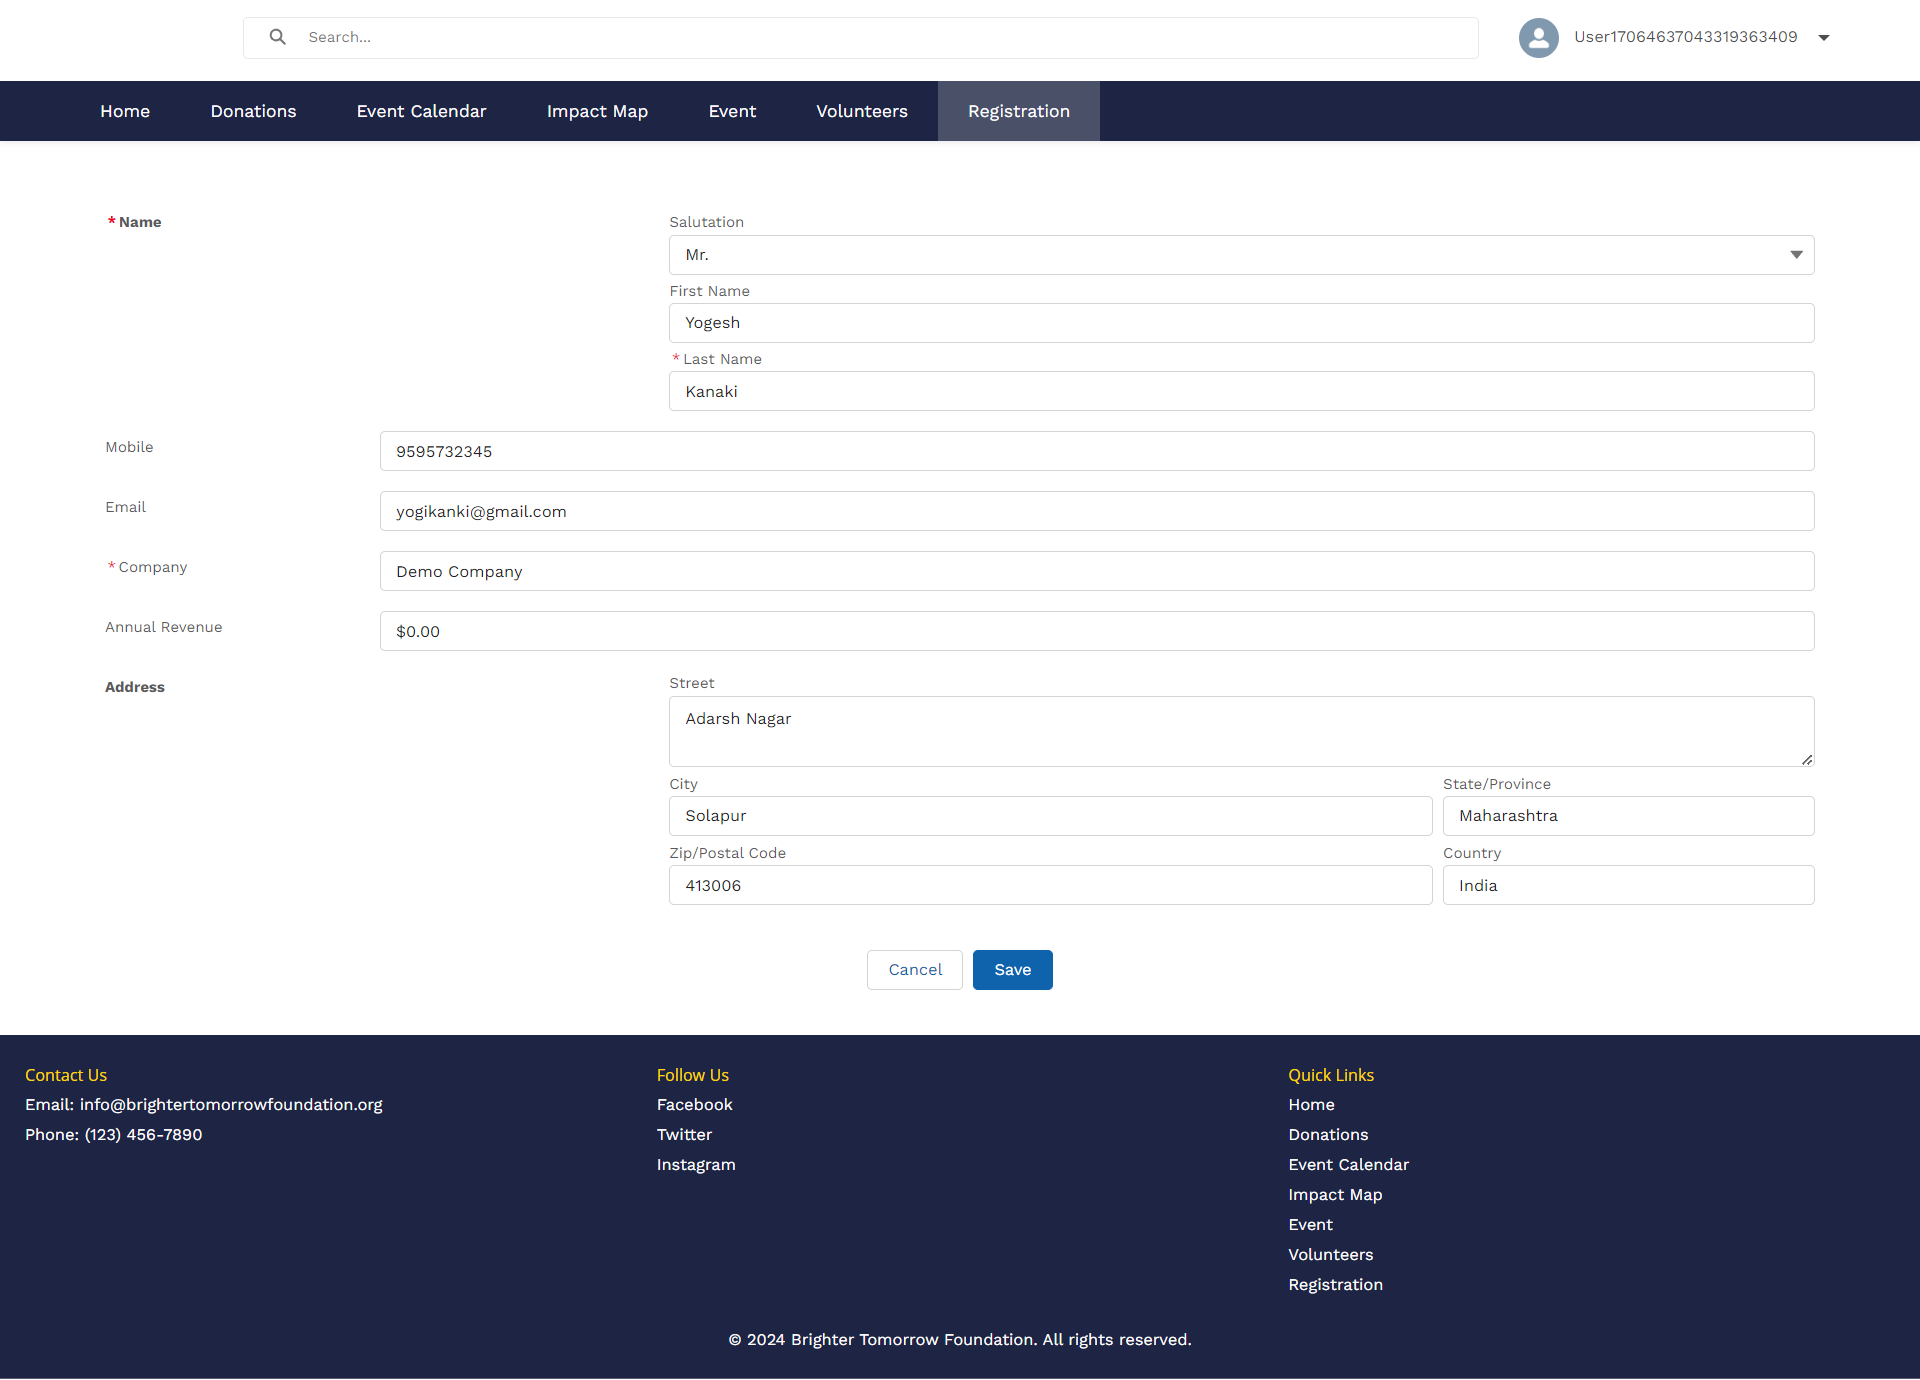 Search...
User17064637043319363409
Home Donations Event Calendar Impact Map Event Volunteers Registration
* Name
Salutation
Mr.
First Name
Yogesh
* Last Name
Kanaki
Mobile
9595732345
Email
yogikanki@gmail.com
* Company
Demo Company
Annual Revenue
$0.00
Address
Street
Adarsh Nagar
City
Solapur
State/Province
Maharashtra
Zip/Postal Code
413006
Country
India
Cancel
Save
Contact Us
Email: info@brightertomorrowfoundation.org
Phone: (123) 456-7890
Follow Us
Facebook
Twitter
Instagram
Quick Links
Home
Donations
Event Calendar
Impact Map
Event
Volunteers
Registration
© 2024 Brighter Tomorrow Foundation. All rights reserved.